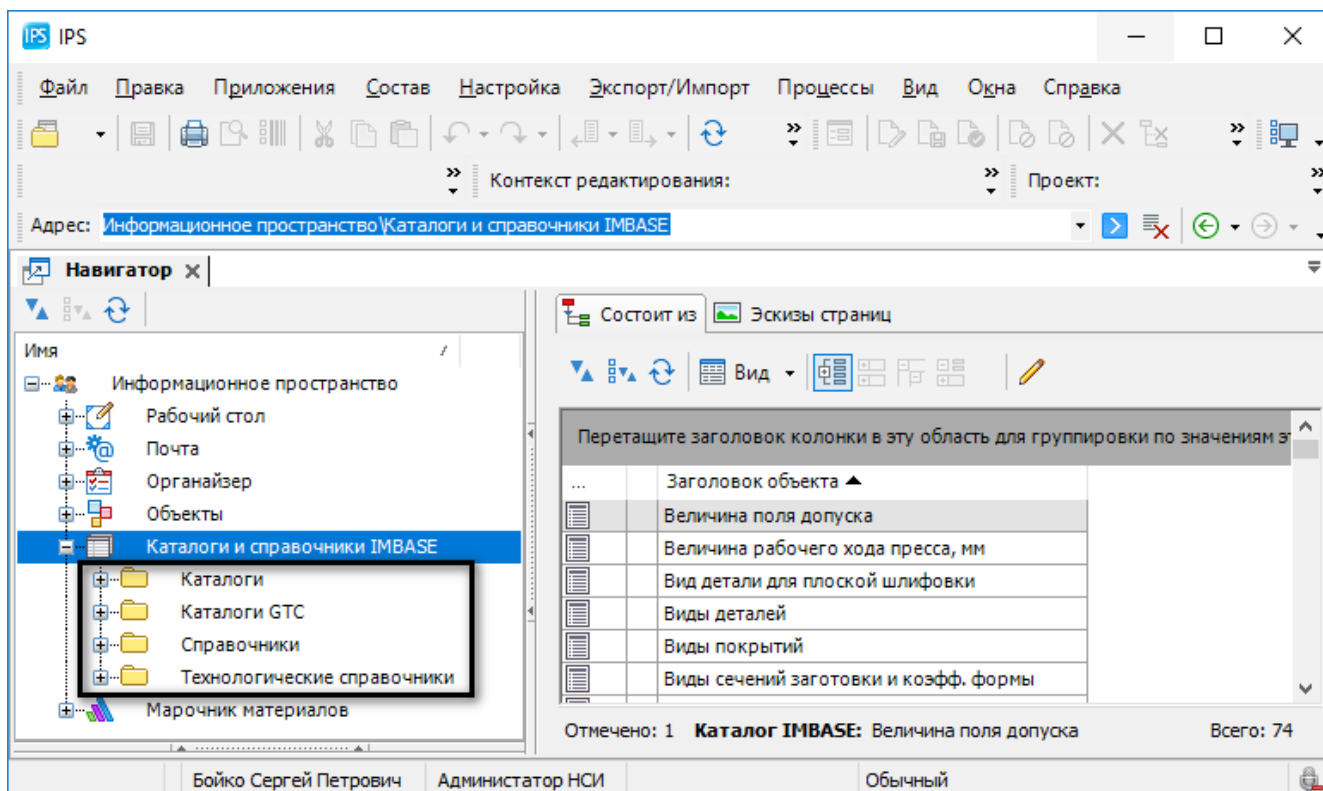 IPS IPS
Файл Правка Приложения Состав Настройка Экспорт/Импорт Процессы Вид Окна Справка
Контекст редактирования: Проект:
Адрес: Информационное пространство\Каталоги и справочники IMBASE
Навигатор
Состоит из Эскизы страниц
Имя
Вид
Информационное пространство
Рабочий стол
Почта
Органайзер
Объекты
Каталоги и справочники IMBASE
Каталоги
Каталоги GTC
Справочники
Технологические справочники
Марочник материалов
Перетащите заголовок колонки в эту область для группировки по значениям
... Заголовок объекта
Величина поля допуска
Величина рабочего хода пресса, мм
Вид детали для плоской шлифовки
Виды деталей
Виды покрытий
Виды сечений заготовки и коэфф. формы
Отмечено: 1 Каталог IMBASE: Величина поля допуска Всего: 74
Бойко Сергей Петрович Администатор НСИ Обычный